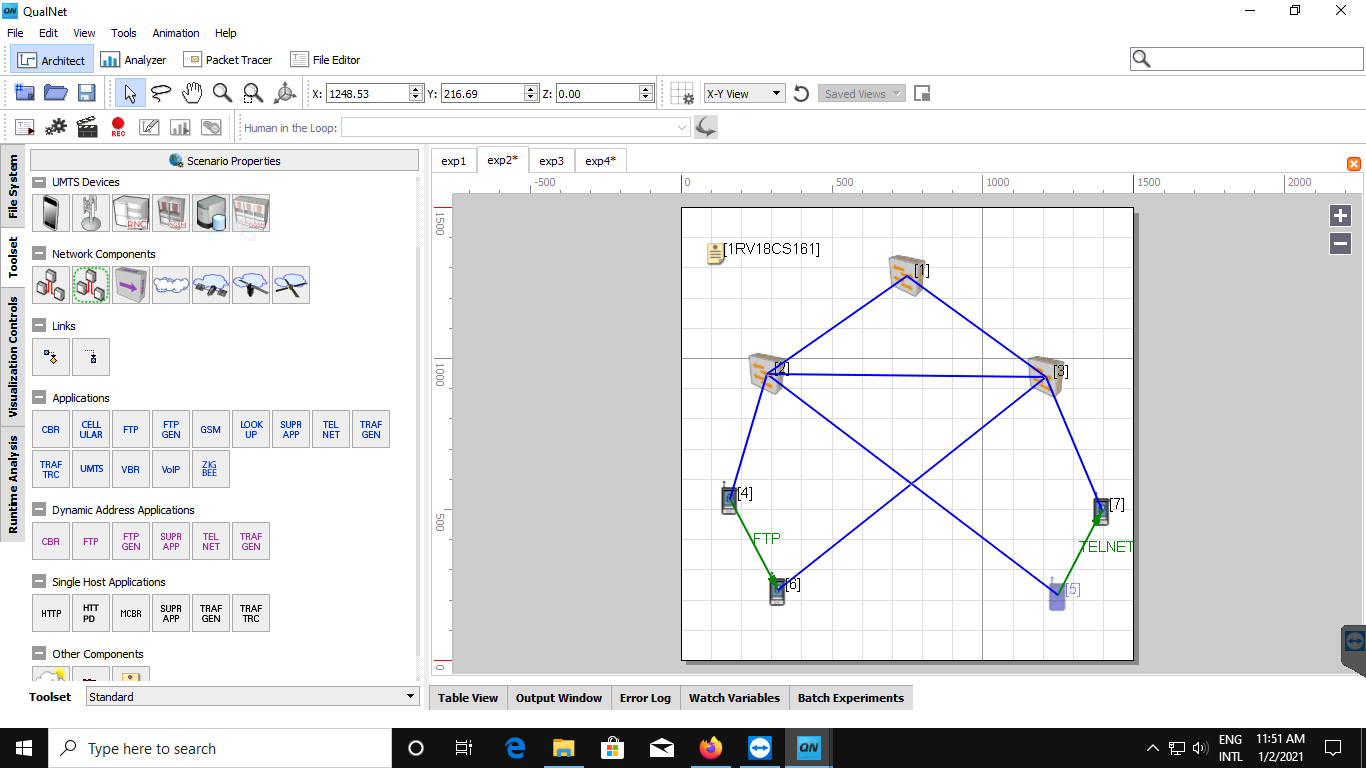 QN QualNet
File Edit View Tools Animation Help
Architect Analyzer Packet Tracer File Editor
X: 1248.53 Y: 216.69 Z: 0.00 X-Y View Saved Views
REC Human in the Loop:
File System
Toolset
Visualization Controls
Runtime Analysis
Scenario Properties
UMTS Devices
RNC
Network Components
Links
Applications
CBR CELL ULAR FTP FTP GEN GSM LOOK UP SUPR APP TEL NET TRAF GEN
TRAF TRC UMTS VBR VoIP ZIG BEE
Dynamic Address Applications
CBR FTP FTP GEN SUPR APP TEL NET TRAF GEN
Single Host Applications
HTTP HTT PD MCBR SUPR APP TRAF GEN TRAF TRC
Other Components
Toolset Standard
exp1 exp2* exp3 exp4*
-500 0 500 1000 1500 2000
1500
1000
500
0
[1RV18CS161]
[1]
[2]
[3]
[4]
[7]
FTP
TELNET
[6]
[5]
Table View Output Window Error Log Watch Variables Batch Experiments
Type here to search
QN
ENG
INTL
11:51 AM
1/2/2021